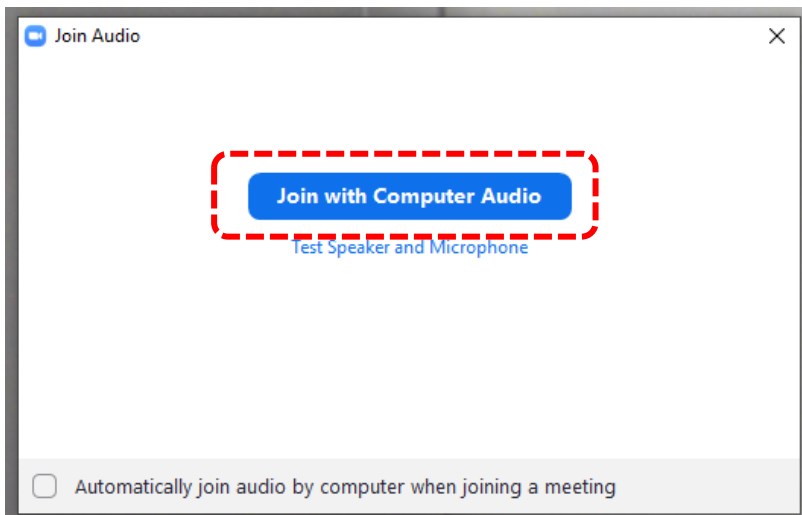 Join Audio
Join with Computer Audio
Test Speaker and Microphone
Automatically join audio by computer when joining a meeting